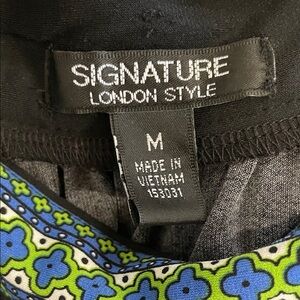 SIGNATURE
LONDON STYLE
M
MADE IN
VIETNAM
153031